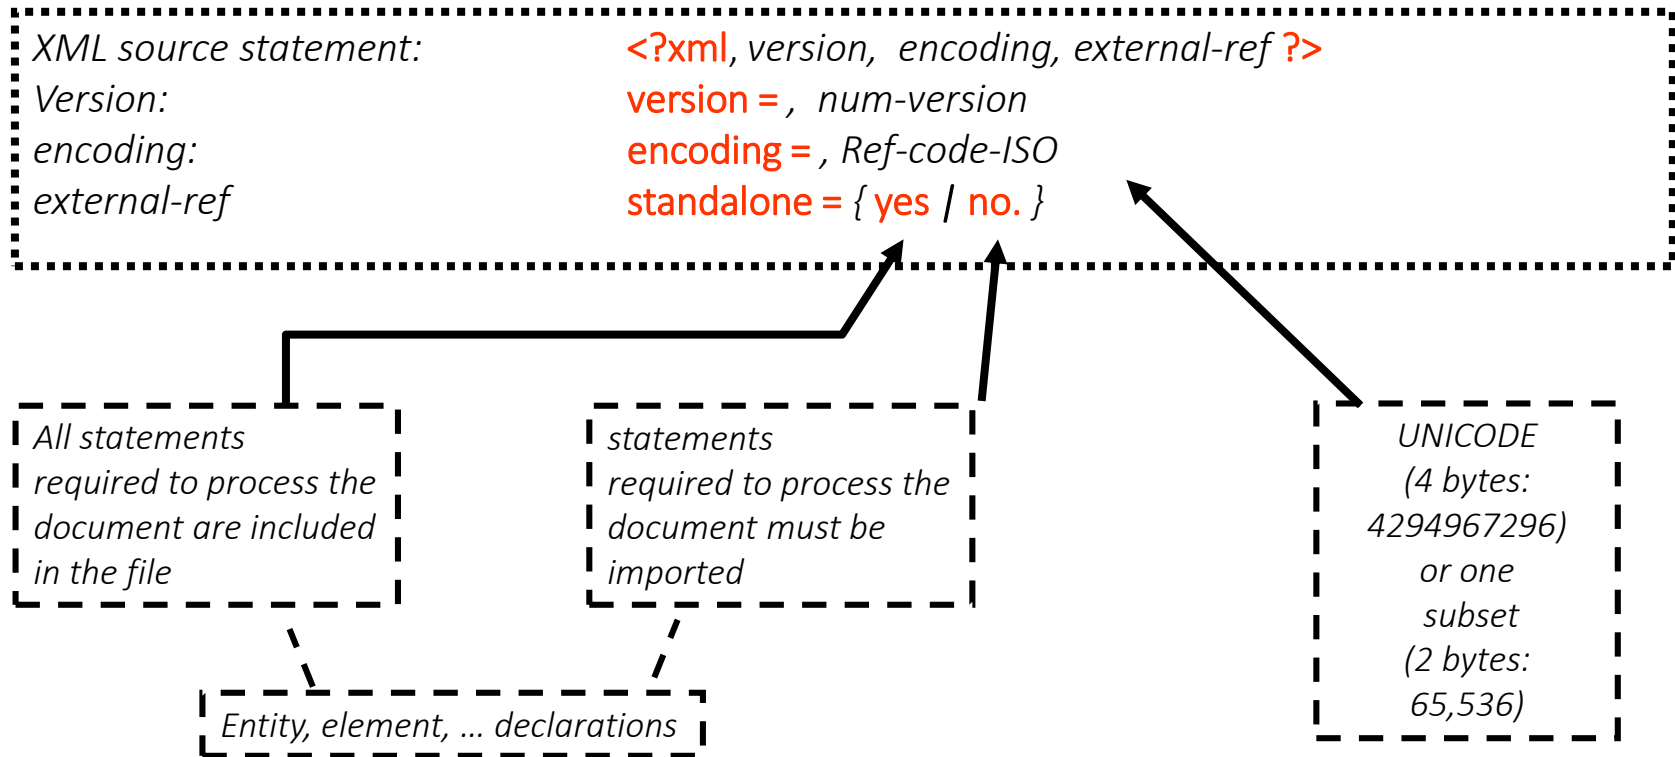 XML source statement: <?xml, version, encoding, external-ref ?>
Version: version = , num-version
encoding: encoding = , Ref-code-ISO
external-ref standalone = { yes | no. }
All statements
required to process the
document are included
in the file
statements
required to process the
document must be
imported
UNICODE
(4 bytes:
4294967296)
or one
subset
(2 bytes:
65,536)
Entity, element, ... declarations